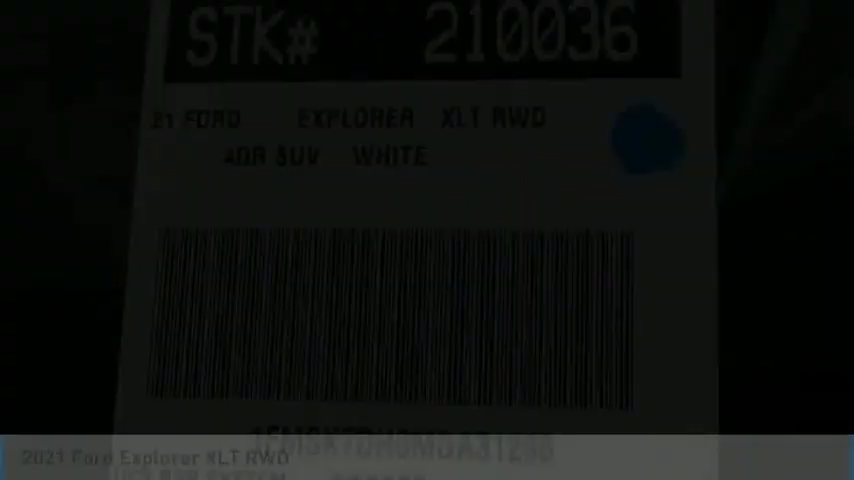 STK# 210036
21 FORD EXPLORER XLT RWD
4DR SUV WHITE
2021 Ford Explorer XLT RWD